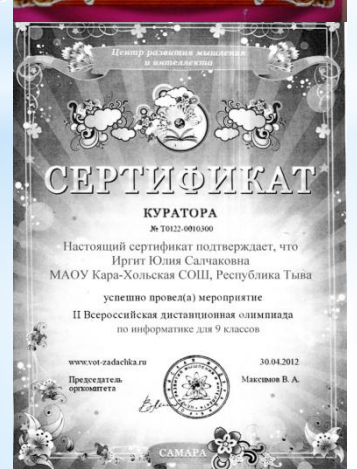 Центр развития мышления
и интеллекта
СЕРТИФИКАТ
КУРАТОРА
№ T0122-0010300
Настоящий сертификат подтверждает, что
Иргит Юлия Салчаковна
МАОУ Кара-Хольская СОШ, Республика Тыва
успешно провел(а) мероприятие
II Всероссийская дистанционная олимпиада
по информатике для 9 классов
www.vot-zadachka.ru 30.04.2012
Председатель Максимов В. А.
оргкомитета
САМАРА